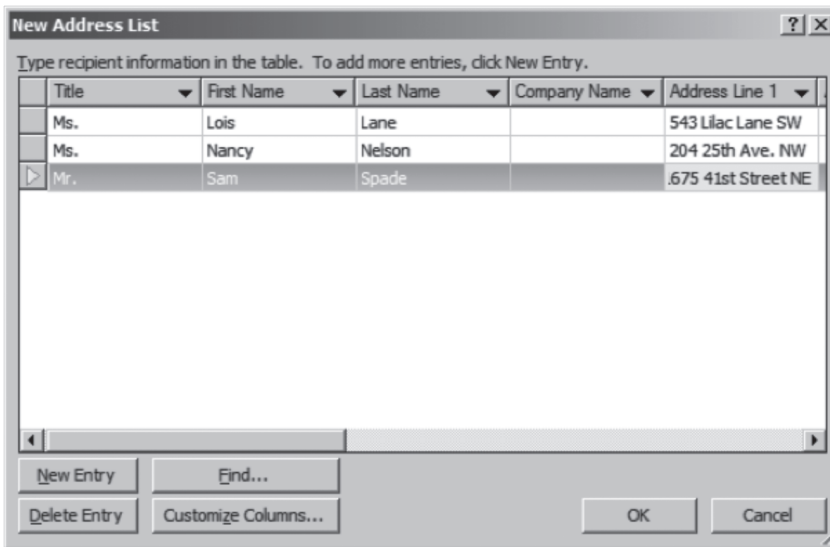 New Address List
Type recipient information in the table. To add more entries, click New Entry.
Title First Name Last Name Company Name Address Line 1
Ms. Lois Lane 543 Lilac Lane SW
Ms. Nancy Nelson 204 25th Ave. NW
Mr. Sam Spade .675 41st Street NE
New Entry Find...
Delete Entry Customize Columns... OK Cancel